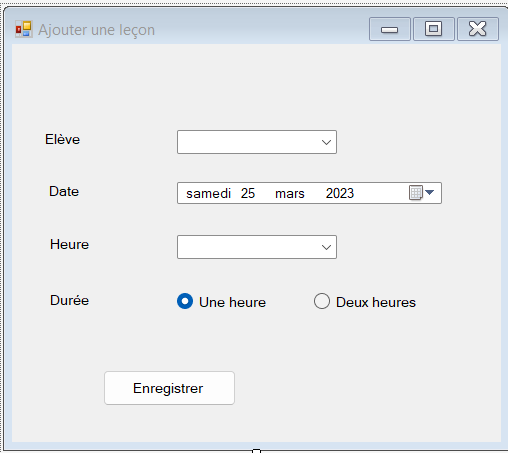 Ajouter une leçon
Elève
Date samedi 25 mars 2023
Heure
Durée Une heure Deux heures
Enregistrer